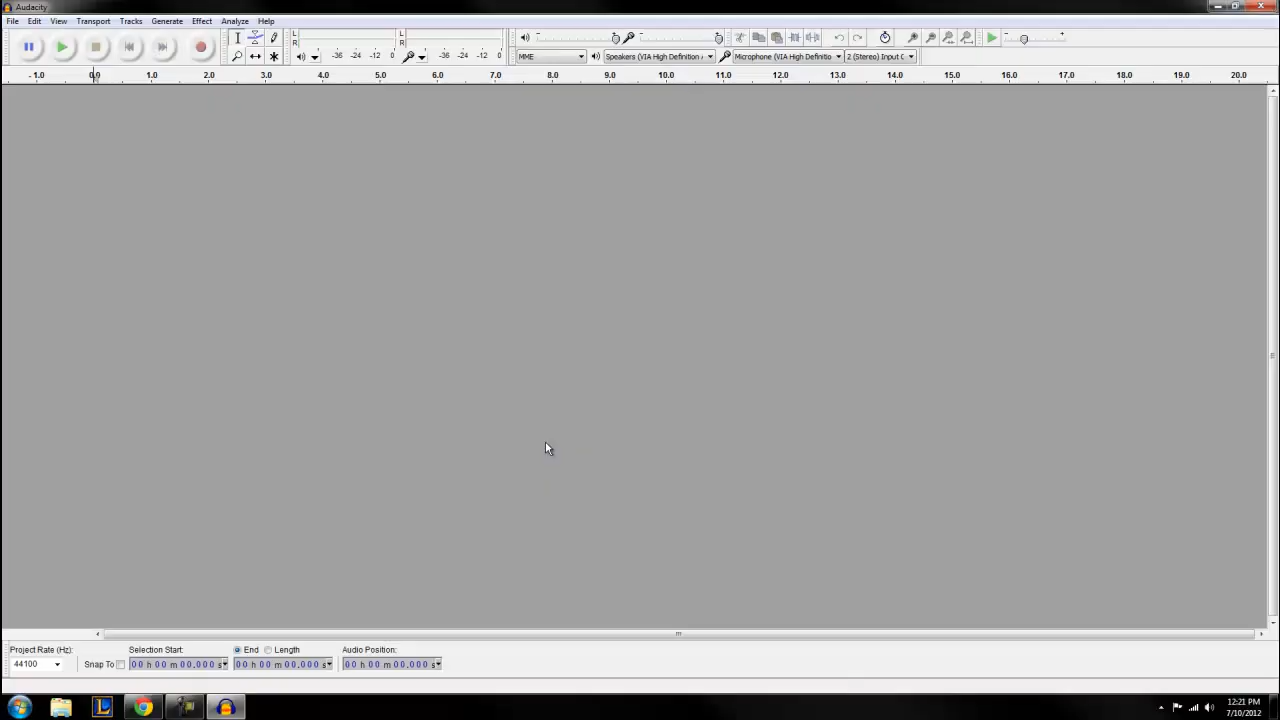 Audacity
File Edit View Transport Tracks Generate Effect Analyze Help
L
R
-36 -24 -12 0
L
R
-36 -24 -12 0
MME
Speakers (VIA High Definition
Microphone (VIA High Definitio
2 (Stereo) Input C
- 1.0 0.0 1.0 2.0 3.0 4.0 5.0 6.0 7.0 8.0 9.0 10.0 11.0 12.0 13.0 14.0 15.0 16.0 17.0 18.0 19.0 20.0
Project Rate (Hz): Selection Start: End Length Audio Position:
44100 Snap To 00 h 00 m 00.000 s 00 h 00 m 00.000 s 00 h 00 m 00.000 s
12:21 PM
7/10/2012